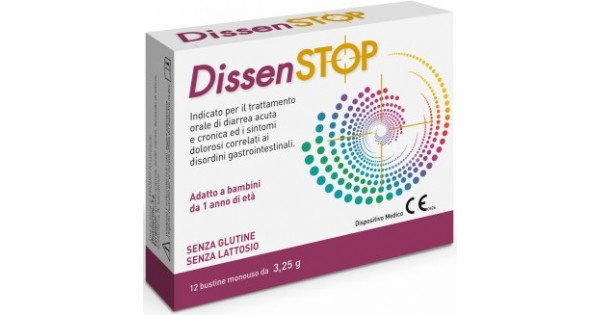 DissenSTOP
Indicato per il trattamento
orale di diarrea acuta
e cronica ed i sintomi
dolorosi correlati ai
disordini gastrointestinali.
Adatto a bambini
da 1 anno di età
Dispositivo Medico CE
SENZA GLUTINE
SENZA LATTOSIO
12 bustine monouso da 3,25 g